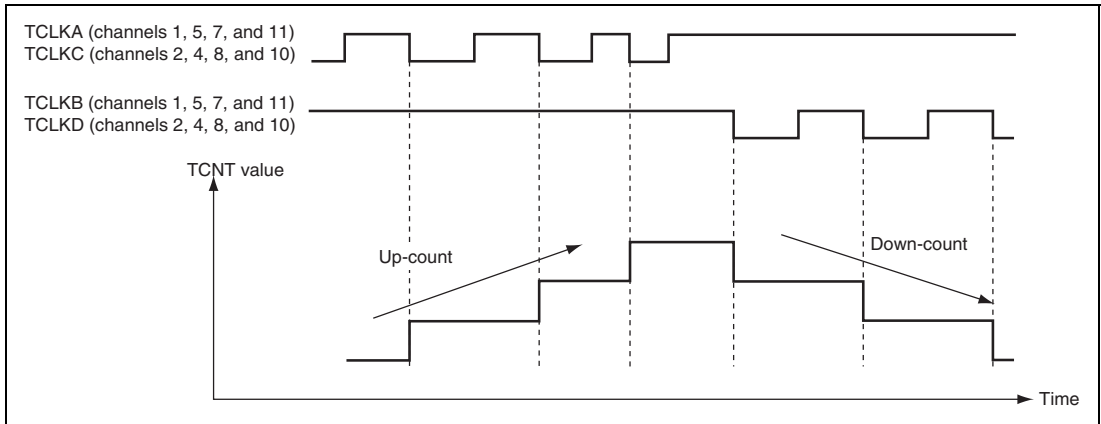 TCLKA (channels 1, 5, 7, and 11)
TCLKC (channels 2, 4, 8, and 10)
TCLKB (channels 1, 5, 7, and 11)
TCLKD (channels 2, 4, 8, and 10)
TCNT value
Up-count
Down-count
Time